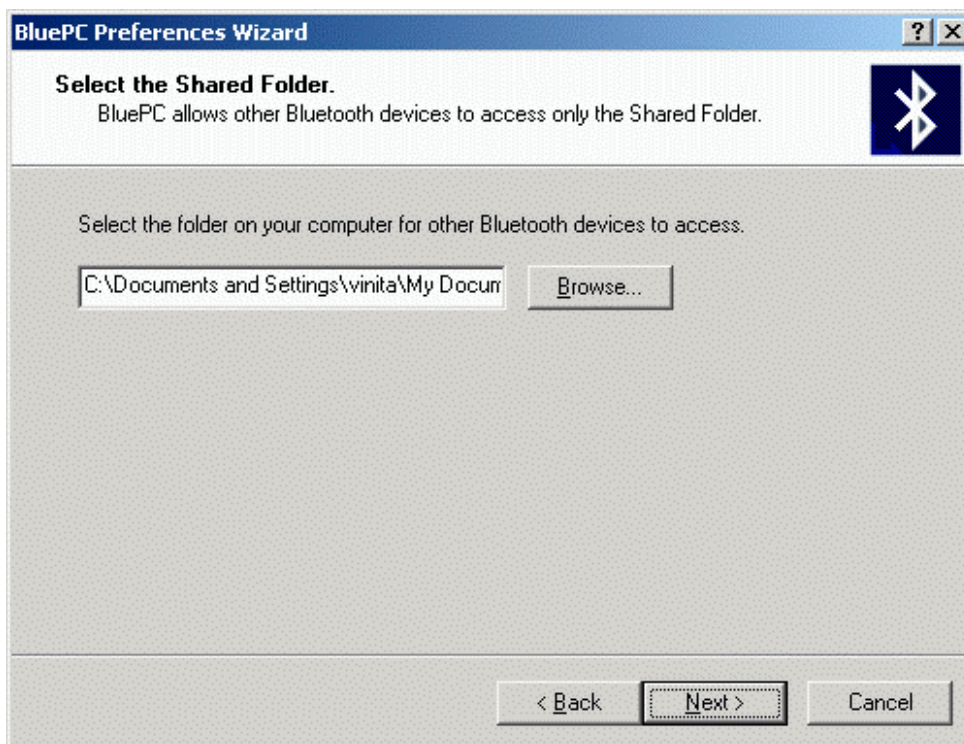 BluePC Preferences Wizard
Select the Shared Folder.
BluePC allows other Bluetooth devices to access only the Shared Folder.
Select the folder on your computer for other Bluetooth devices to access.
C:\Documents and Settings\vinita\My Docum
Browse...
< Back
Next >
Cancel